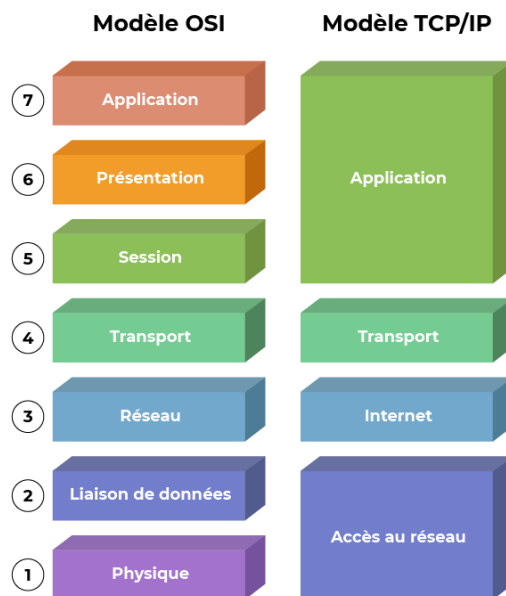 Modèle OSI
Modèle TCP/IP
7
Application
6
Présentation
Application
5
Session
4
Transport
Transport
3
Réseau
Internet
2
Liaison de données
Accès au réseau
1
Physique